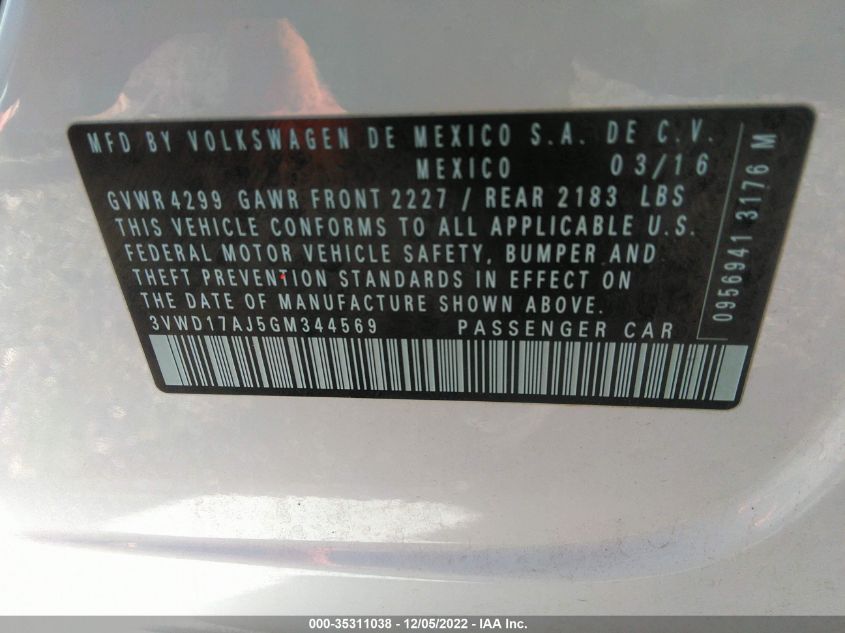 MFD BY VOLKSWAGEN DE MEXICO S.A. DE C.V.
MEXICO 03/16
GVWR 4299 GAWR FRONT 2227 / REAR 2183 LBS
THIS VEHICLE CONFORMS TO ALL APPLICABLE U.S.
FEDERAL MOTOR VEHICLE SAFETY, BUMPER AND
THEFT PREVENTION STANDARDS IN EFFECT ON
THE DATE OF MANUFACTURE SHOWN ABOVE.
3VWD17AJ5GM344569 PASSENGER CAR
0956941 3176 M
000-35311038 - 12/05/2022 - IAA Inc.